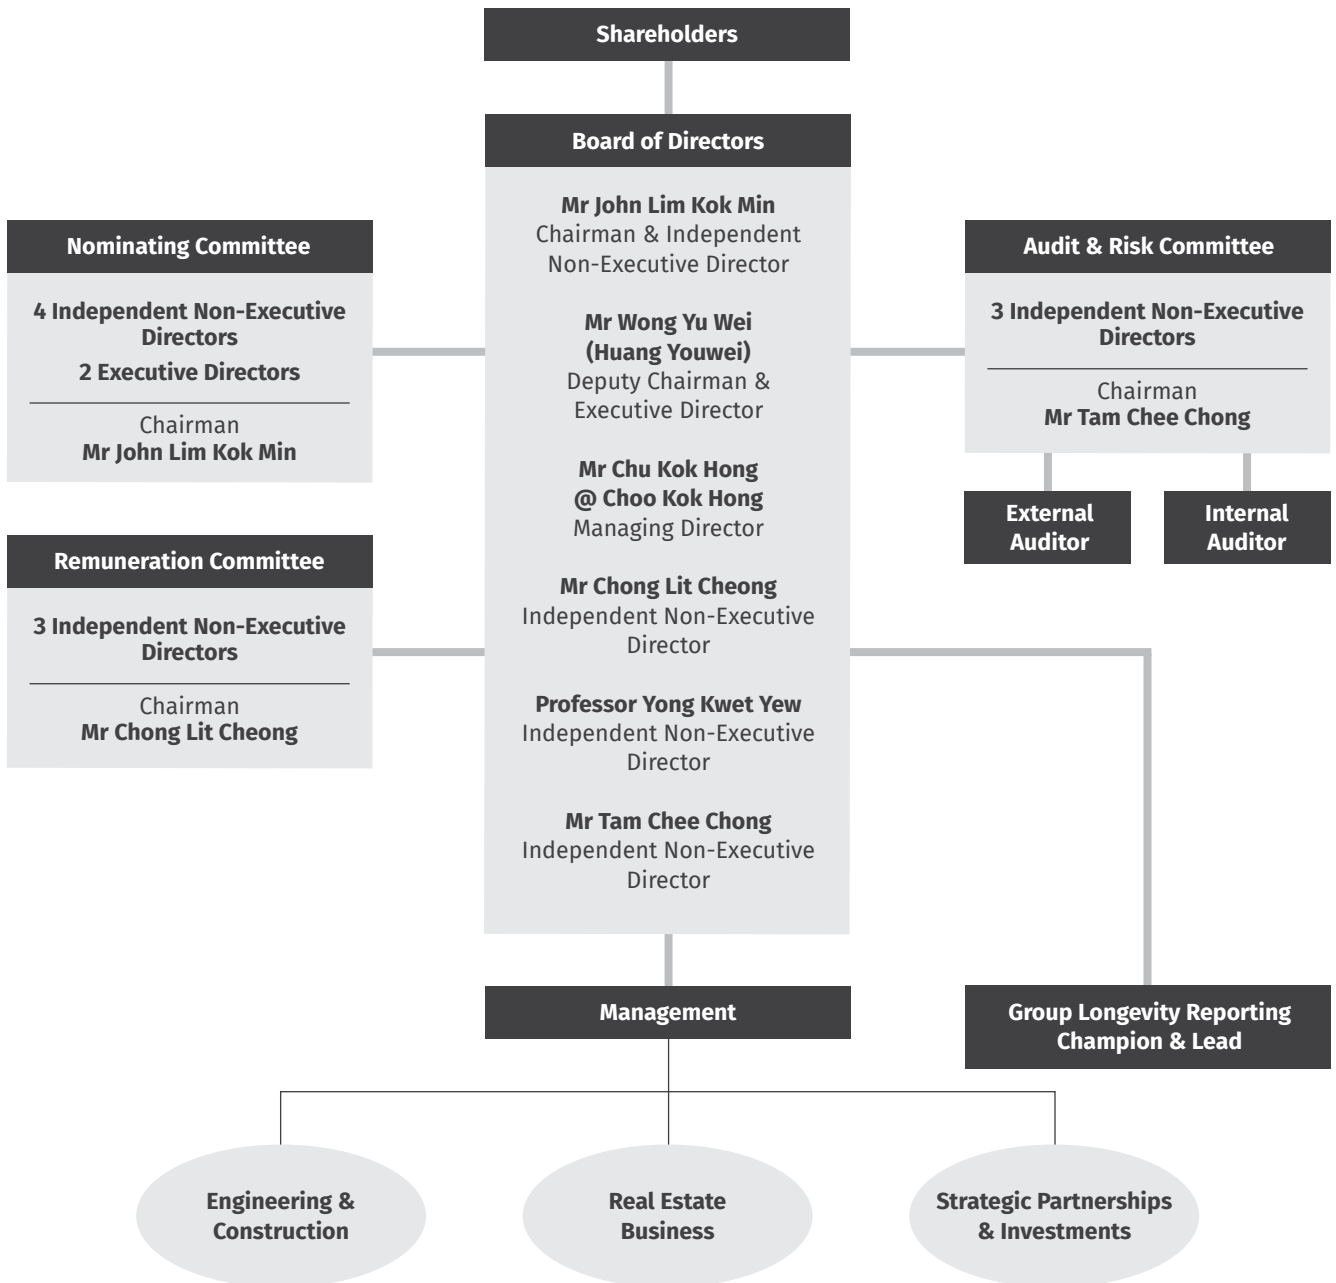 Shareholders
Board of Directors
Mr John Lim Kok Min
Chairman & Independent
Non-Executive Director
Mr Wong Yu Wei
(Huang Youwei)
Deputy Chairman &
Executive Director
Mr Chu Kok Hong
@ Choo Kok Hong
Managing Director
Mr Chong Lit Cheong
Independent Non-Executive
Director
Professor Yong Kwet Yew
Independent Non-Executive
Director
Mr Tam Chee Chong
Independent Non-Executive
Director
Nominating Committee
4 Independent Non-Executive
Directors
2 Executive Directors
Chairman
Mr John Lim Kok Min
Remuneration Committee
3 Independent Non-Executive
Directors
Chairman
Mr Chong Lit Cheong
Audit & Risk Committee
3 Independent Non-Executive
Directors
Chairman
Mr Tam Chee Chong
External
Auditor
Internal
Auditor
Management
Group Longevity Reporting
Champion & Lead
Engineering &
Construction
Real Estate
Business
Strategic Partnerships
& Investments